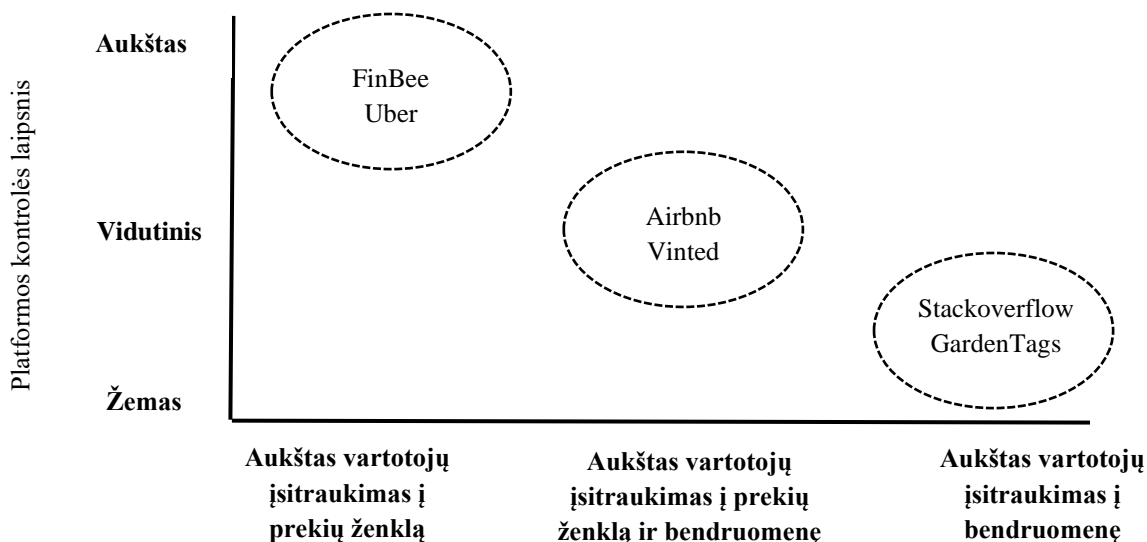 Platformos kontrolės laipsnis
Aukštas
Vidutinis
Žemas
FinBee
Uber
Airbnb
Vinted
Stackoverflow
GardenTags
Aukštas vartotojų
įsitraukimas į
prekių ženklą
Aukštas vartotojų
įsitraukimas į prekių
ženklą ir bendruomenę
Aukštas vartotojų
įsitraukimas į
bendruomenę